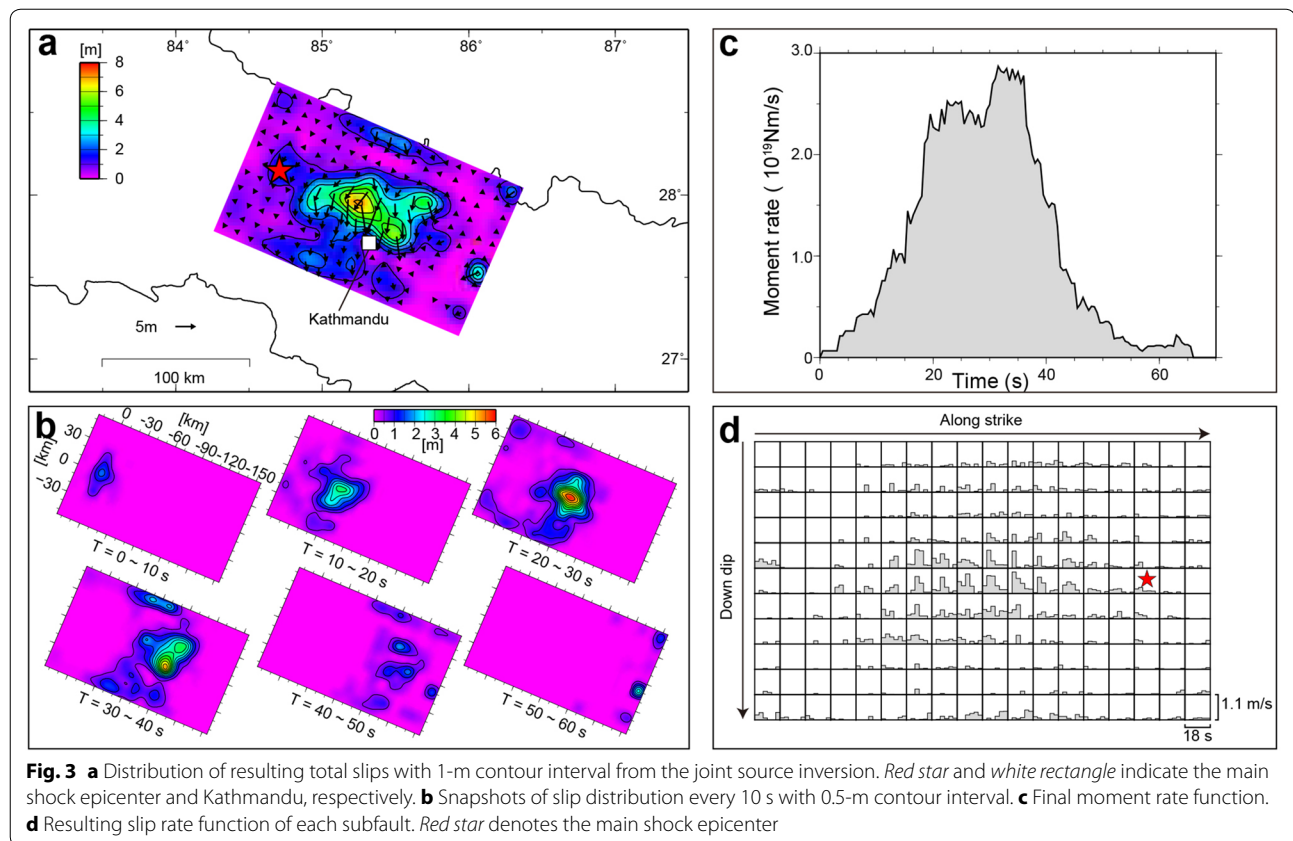 a
84°
85°
86°
87°
[m]
8
6
4
2
0
28°
27°
Kathmandu
5m
100 km
b
[km]
0
-30
-60
-90
-120
-150
[km]
30
0
-30
0 1 2 3 4 5 6
[m]
T = 0 ~ 10 s
T = 10 ~ 20 s
T = 20 ~ 30 s
T = 30 ~ 40 s
T = 40 ~ 50 s
T = 50 ~ 60 s
c
3.0
2.0
1.0
0
Moment rate ( 10¹⁹Nm/s)
0 20 40 60
Time (s)
d
Along strike
Down dip
1.1 m/s
18 s
Fig. 3 a Distribution of resulting total slips with 1-m contour interval from the joint source inversion. Red star and white rectangle indicate the main
shock epicenter and Kathmandu, respectively. b Snapshots of slip distribution every 10 s with 0.5-m contour interval. c Final moment rate function.
d Resulting slip rate function of each subfault. Red star denotes the main shock epicenter